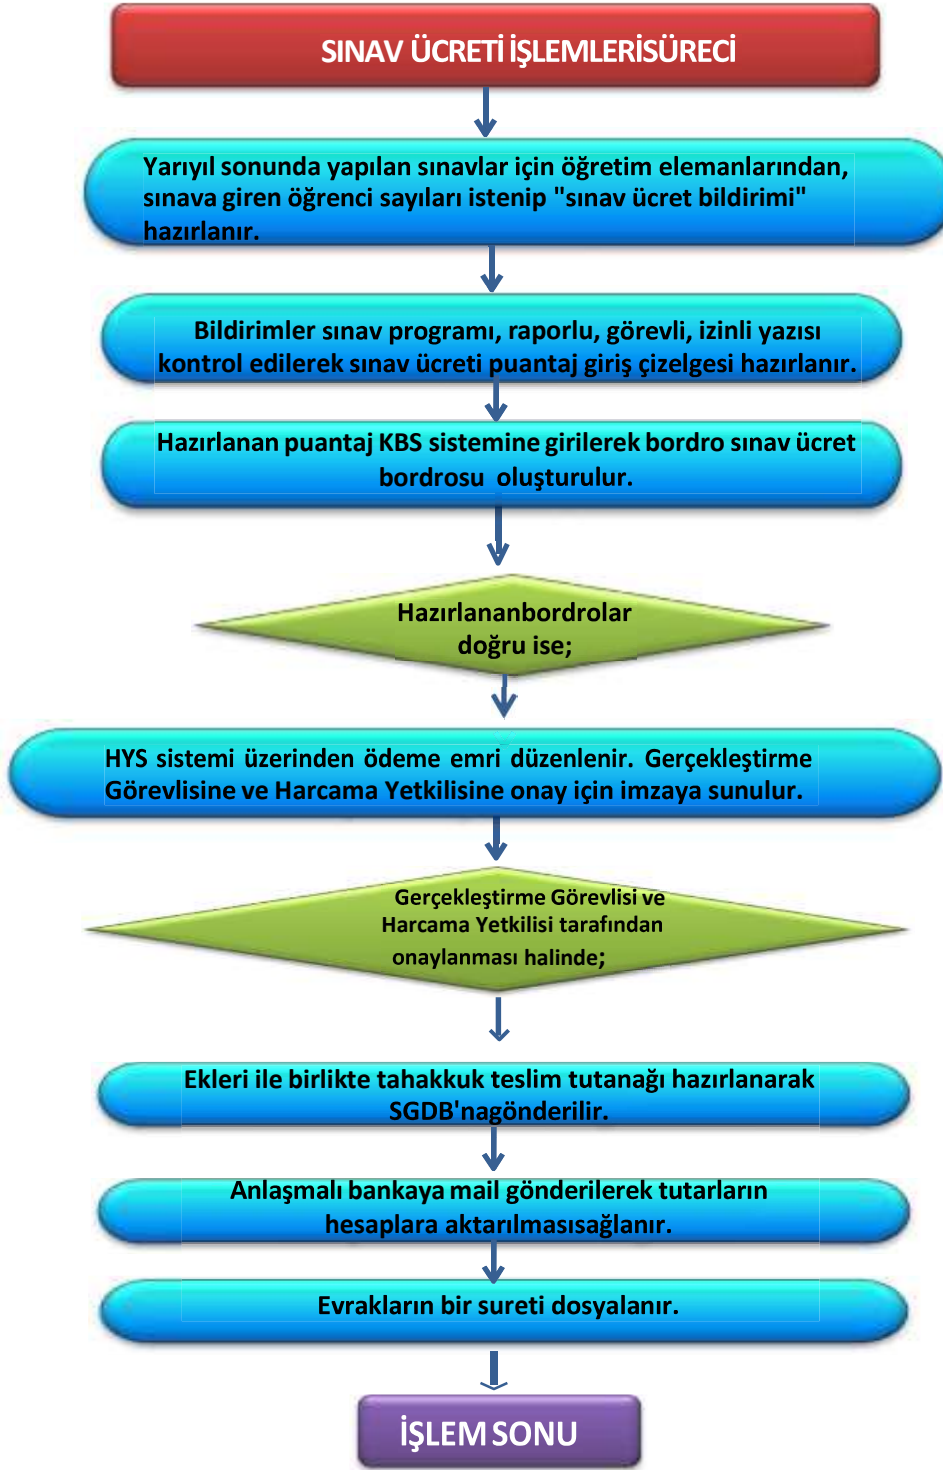 SINAV ÜCRETİ İŞLEMLERİSÜRECİ
Yarıyıl sonunda yapılan sınavlar için öğretim elemanlarından,
sınava giren öğrenci sayıları istenip "sınav ücret bildirimi"
hazırlanır.
Bildirimler sınav programı, raporlu, görevli, izinli yazısı
kontrol edilerek sınav ücreti puantaj giriş çizelgesi hazırlanır.
Hazırlanan puantaj KBS sistemine girilerek bordro sınav ücret
bordrosu oluşturulur.
Hazırlananbordrolar
doğru ise;
HYS sistemi üzerinden ödeme emri düzenlenir. Gerçekleştirme
Görevlisine ve Harcama Yetkilisine onay için imzaya sunulur.
Gerçekleştirme Görevlisi ve
Harcama Yetkilisi tarafından
onaylanması halinde;
Ekleri ile birlikte tahakkuk teslim tutanağı hazırlanarak
SGDB'nagönderilir.
Anlaşmalı bankaya mail gönderilerek tutarların
hesaplara aktarılmasısağlanır.
Evrakların bir sureti dosyalanır.
İŞLEM SONU